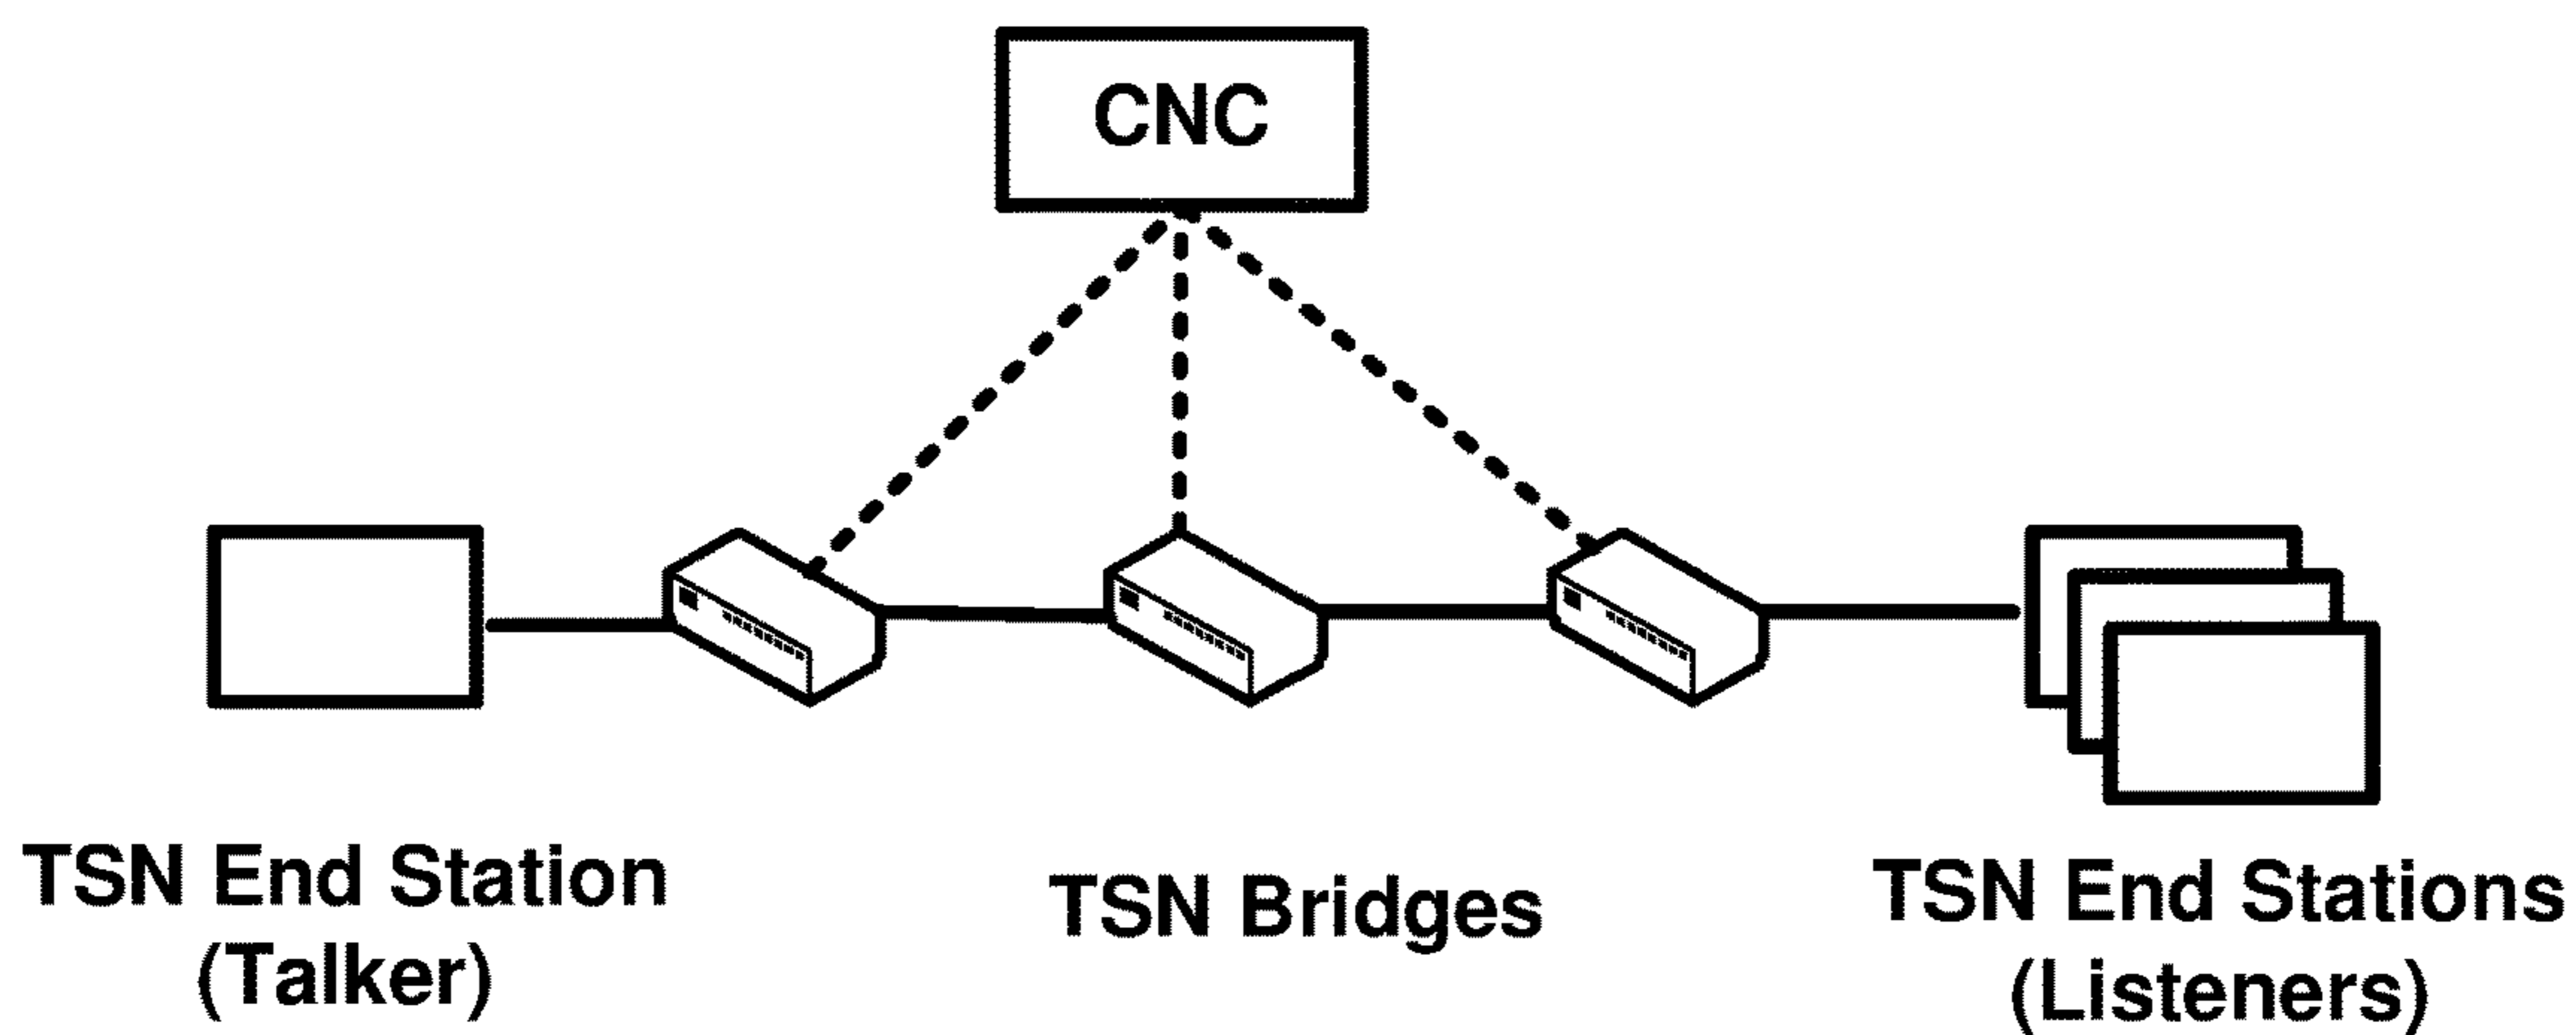 CNC
TSN End Station
(Talker)
TSN Bridges
TSN End Stations
(Listeners)